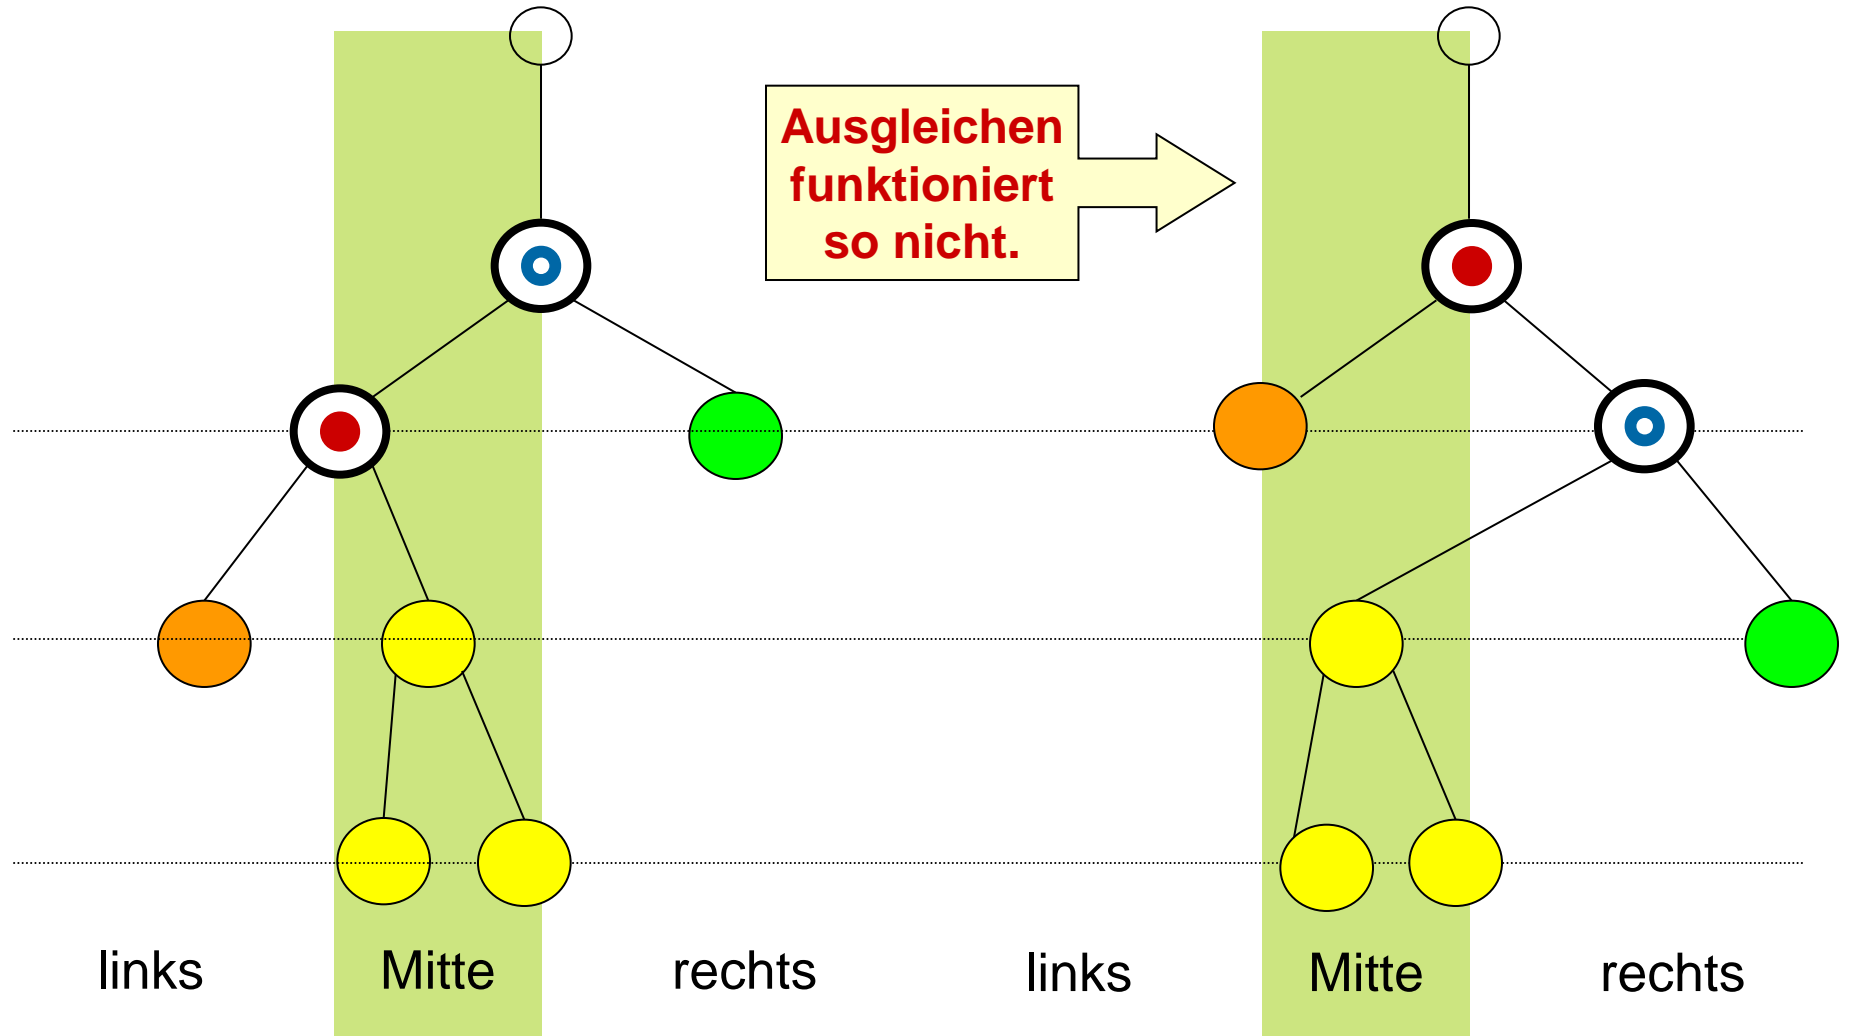 Ausgleichen
funktioniert
so nicht.
links Mitte rechts links Mitte rechts